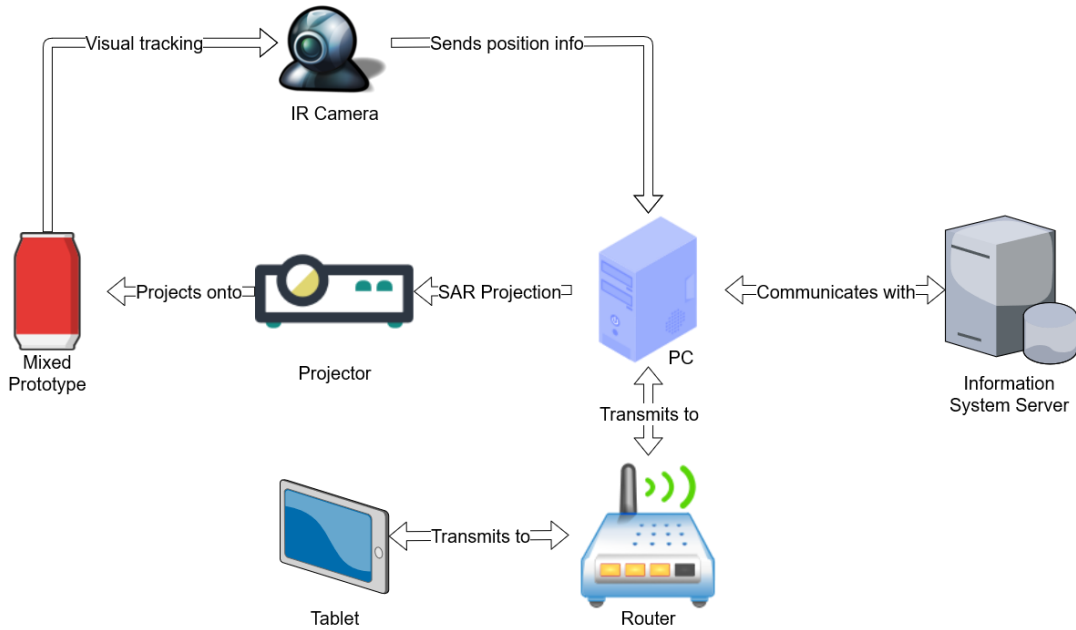 Visual tracking
Sends position info
IR Camera
Projects onto
SAR Projection
Communicates with
Mixed
Prototype
Projector
PC
Information
System Server
Transmits to
Transmits to
Tablet
Router